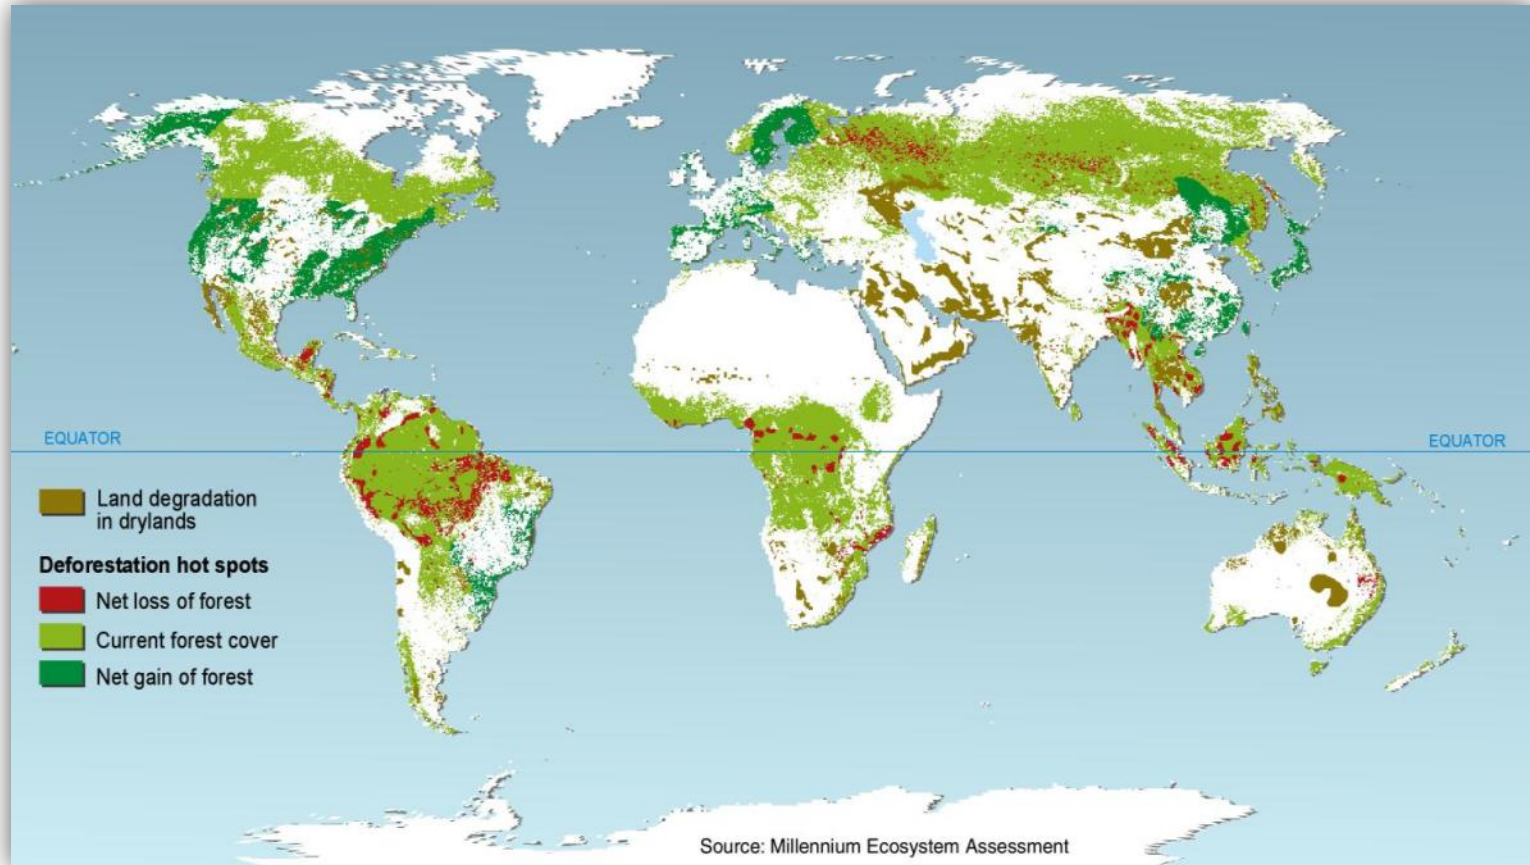 EQUATOR
EQUATOR
Land degradation
in drylands
Deforestation hot spots
Net loss of forest
Current forest cover
Net gain of forest
Source: Millennium Ecosystem Assessment